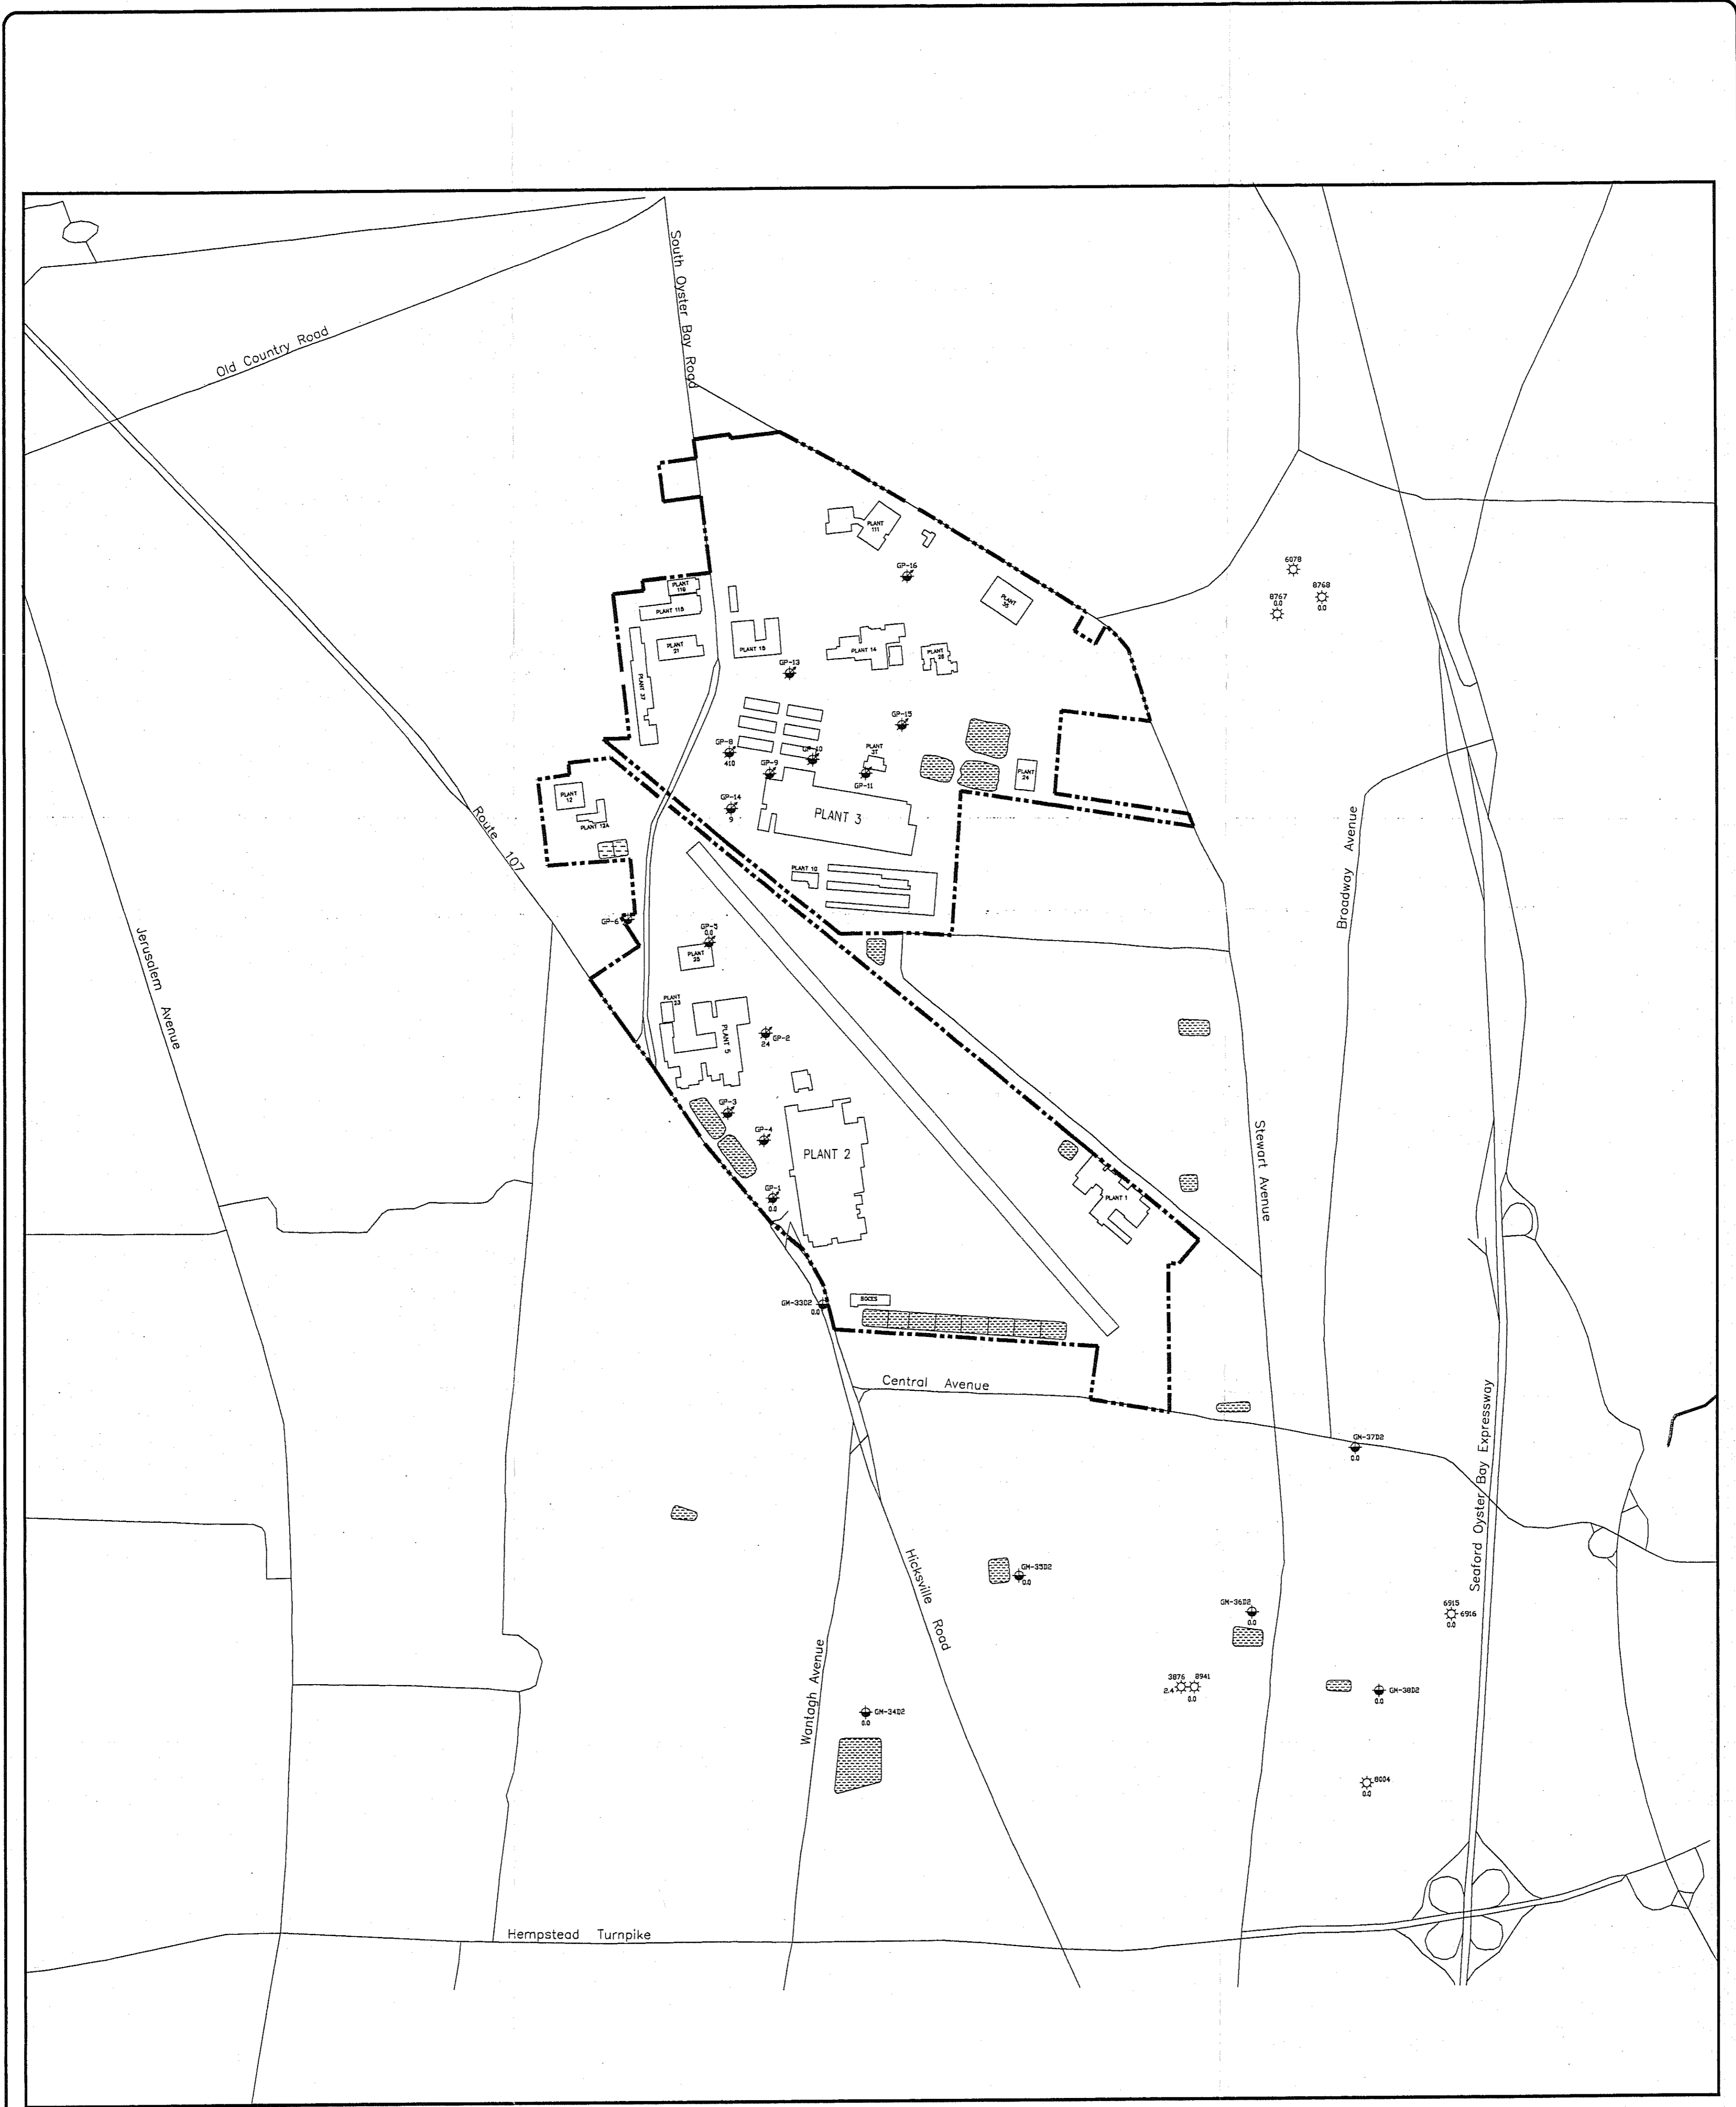 South Oyster Bay Road
Old Country Road
PLANT
111
GP-16
6078
8768
0.0
8767
0.0
PLANT
35
PLANT
PLANT 11B
PLANT
21
PLANT 15
PLANT 14
PLANT
PLANT 37
GP-13
GP-15
GP-8
410
GP-10
GP-9
PLANT
GP-11
PLANT
24
PLANT
12
PLANT 12A
GP-14
9
PLANT 3
Route 107
PLANT 10
Broadway Avenue
GP-6
GP-5
0.0
PLANT
Jerusalem Avenue
PLANT
23
PLANT 5
24
GP-2
GP-3
GP-4
PLANT 2
GP-1
0.0
PLANT 1
Stewart Avenue
GM-33D2
0.0
BOCES
Central Avenue
GM-37D2
0.0
Seaford Oyster Bay Expressway
Hicksville Road
GM-35D2
0.0
GM-36D2
0.0
6915
6916
0.0
Wantagh Avenue
3876
8941
2.4
0.0
GM-38D2
0.0
GM-34D2
0.0
8004
0.0
Hempstead Turnpike